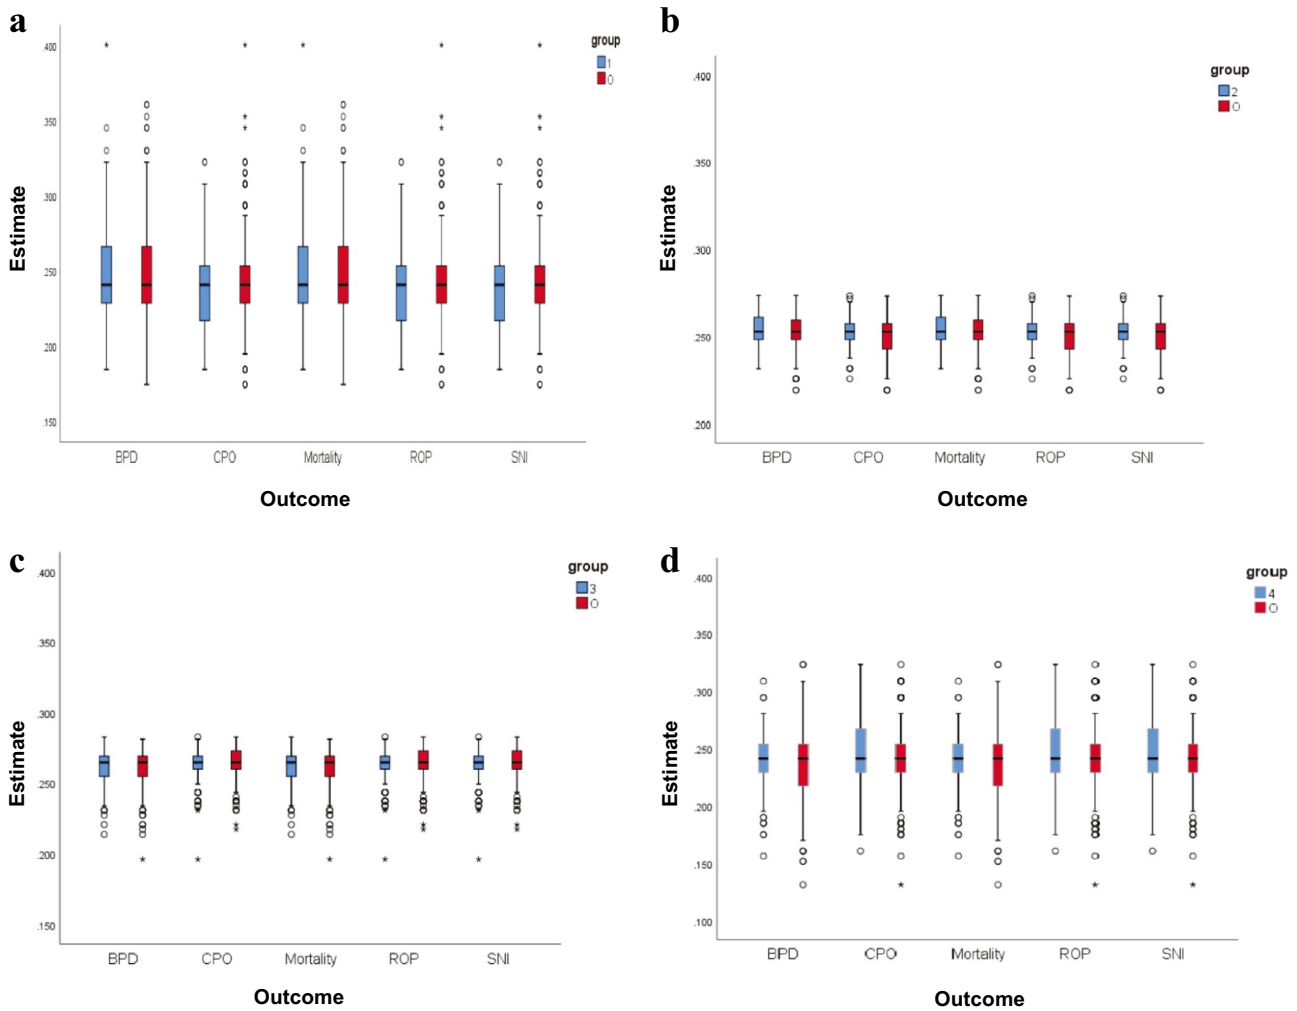 a
group
1
0
.400
.350
.300
.250
.200
.150
Estimate
BPD CPO Mortality ROP SNI
Outcome
b
group
2
0
.400
.350
.300
.250
.200
Estimate
BPD CPO Mortality ROP SNI
Outcome
c
group
3
0
.400
.350
.300
.250
.200
.150
Estimate
BPD CPO Mortality ROP SNI
Outcome
d
group
4
0
.400
.350
.300
.250
.200
.150
.100
Estimate
BPD CPO Mortality ROP SNI
Outcome